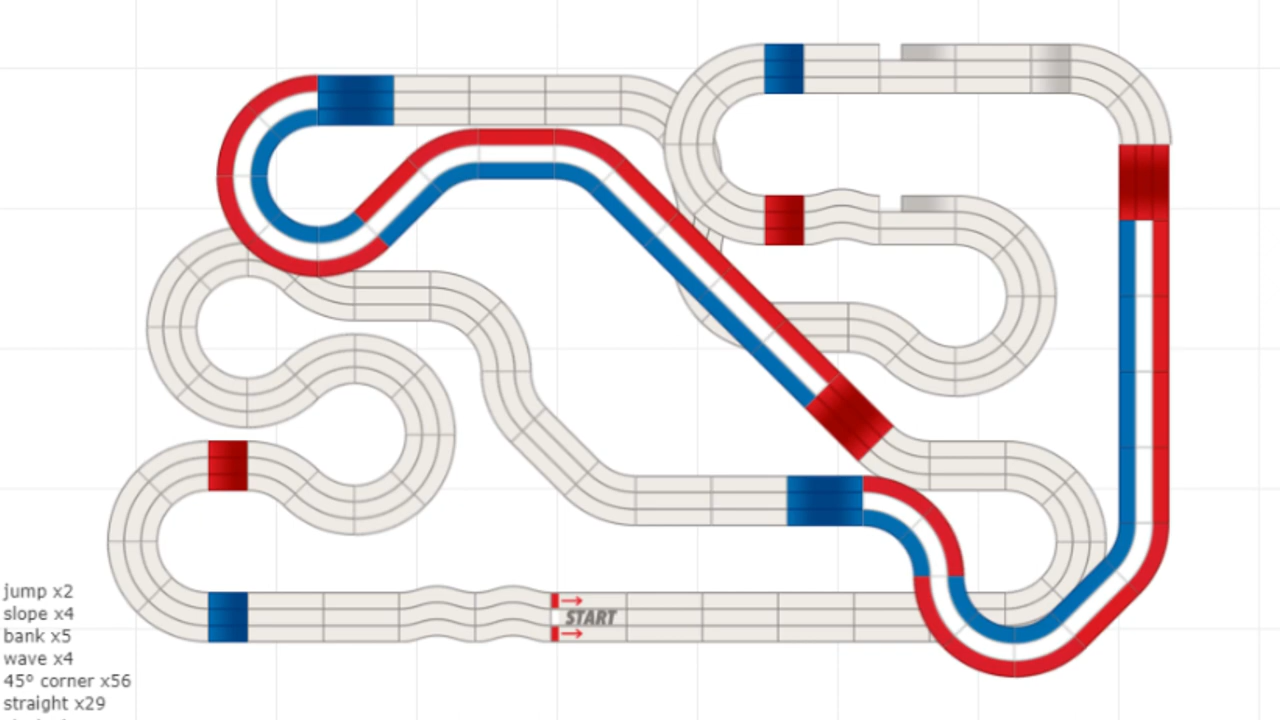 START
jump x2
slope x4
bank x5
wave x4
45º corner x56
straight x29